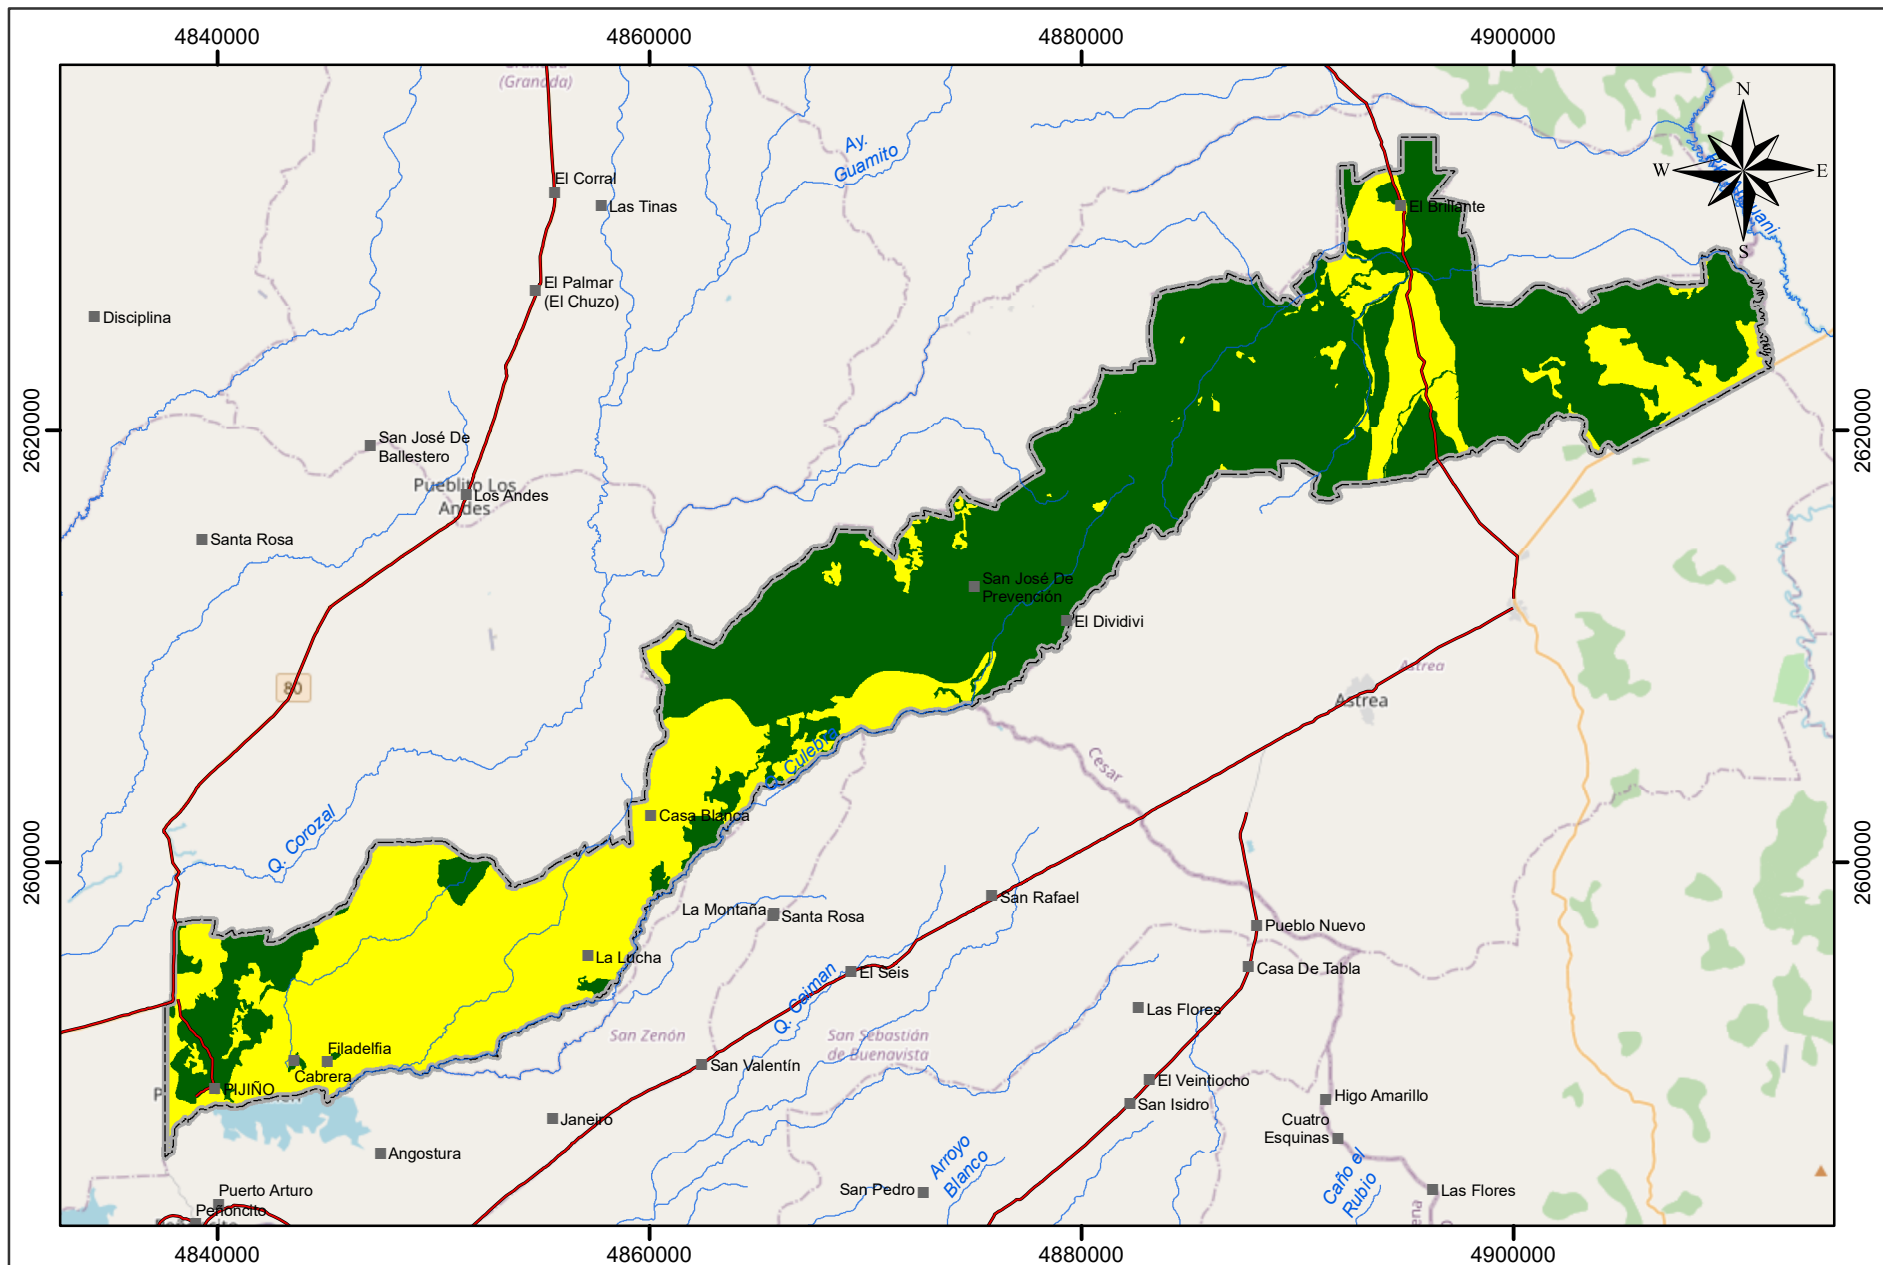 4840000
4860000
4880000
4900000
(Granada)
N
W
E
S
Ay.
Guamito
El Corral
Las Tinas
El Brillante
El Palmar
(El Chuzo)
Disciplina
2620000
2620000
San José De
Ballestero
Pueblito Los
Andes
Los Andes
Santa Rosa
San José De
Prevención
El Dividivi
80
Astrea
Astrea
Cesar
Q. Culebra
Casa Blanca
Q. Corozal
2600000
2600000
La Montaña
Santa Rosa
San Rafael
Pueblo Nuevo
La Lucha
El Seis
Casa De Tabla
Q. Caiman
Las Flores
San Zenón
San Sebastián
de Buenavista
Filadelfia
Cabrera
San Valentín
PIJIÑO
El Veintiocho
San Isidro
Higo Amarillo
Janeiro
Cuatro
Esquinas
Angostura
Arroyo
Blanco
Caño el
Rubio
Puerto Arturo
San Pedro
Las Flores
Peñoncito
4840000
4860000
4880000
4900000